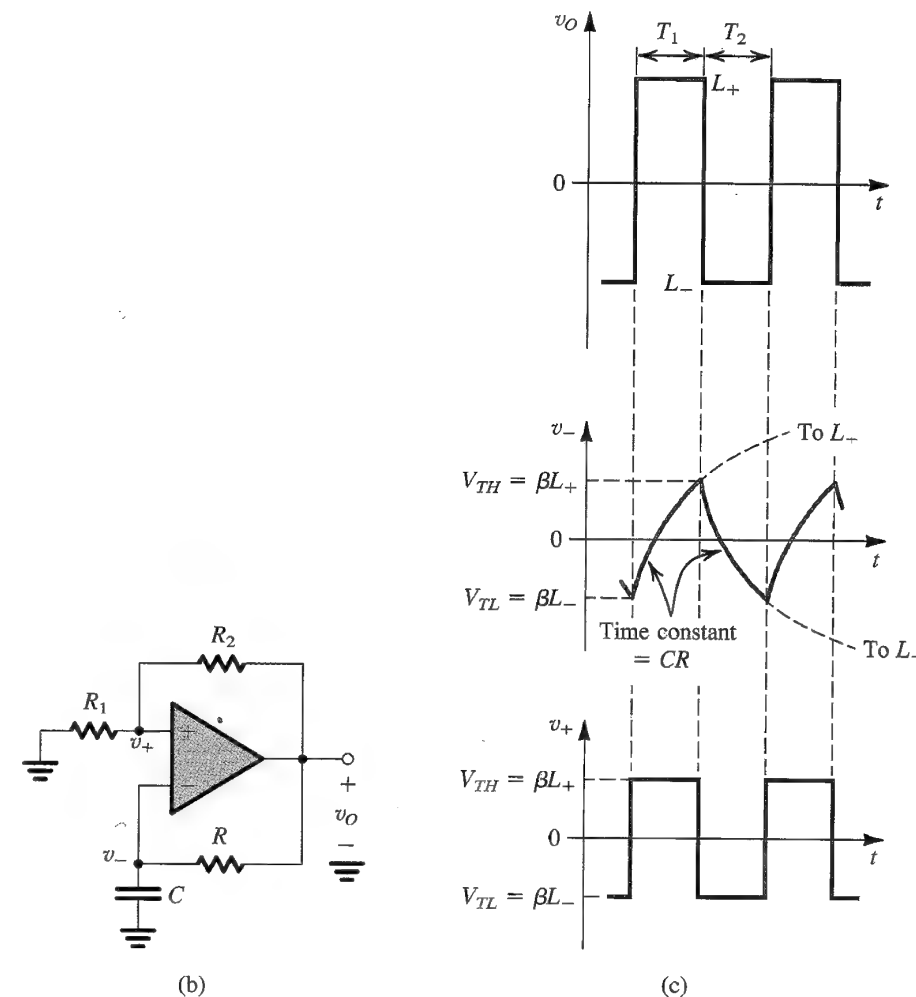 v_O
T_1 T_2
L_+
0
t
L_-
v_-
To L_+
V_TH = βL_+
0
t
V_TL = βL_-
Time constant
= CR
To L_-
v_+
V_TH = βL_+
0
t
V_TL = βL_-
(c)
R_2
R_1
v_+
+
−
+
v_O
−
R
v_-
C
(b)